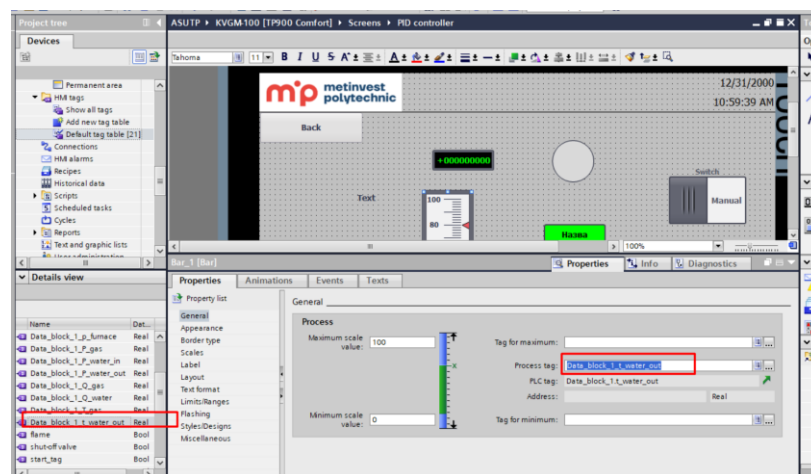 Project tree
ASUTP ▸ KVGM-100 [TP900 Comfort] ▸ Screens ▸ PID controller
Devices
Tahoma 11 B I U S A
Permanent area
HMI tags
Show all tags
Add new tag table
Default tag table [21]
Connections
HMI alarms
Recipes
Historical data
Scripts
Scheduled tasks
Cycles
Reports
Text and graphic lists
metinvest
polytechnic
12/31/2000
10:59:39 AM
Back
+000000000
Switch
Text
100
Manual
80
Назва
100%
Bar_1 [Bar]
Properties Info Diagnostics
Details view
Properties Animations Events Texts
Property list
General
Appearance
Border type
Scales
Label
Layout
Text format
Limits/Ranges
Flashing
Styles/Designs
Miscellaneous
General
Process
Maximum scale value: 100
Tag for maximum:
Process tag: Data_block_1_t_water_out
PLC tag: Data_block_1.t_water_out
Address: Real
Minimum scale value: 0
Tag for minimum:
Name Dat...
Data_block_1_p_furnace Real
Data_block_1_P_gas Real
Data_block_1_P_water_in Real
Data_block_1_P_water_out Real
Data_block_1_Q_gas Real
Data_block_1_Q_water Real
Data_block_1_T_gas Real
Data_block_1_t_water_out Real
flame Bool
shut-off valve Bool
start_tag Bool